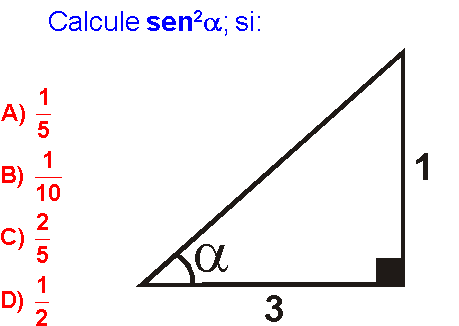 Calcule sen²α; si:
A) 1/5
B) 1/10
C) 2/5
D) 1/2
α
1
3